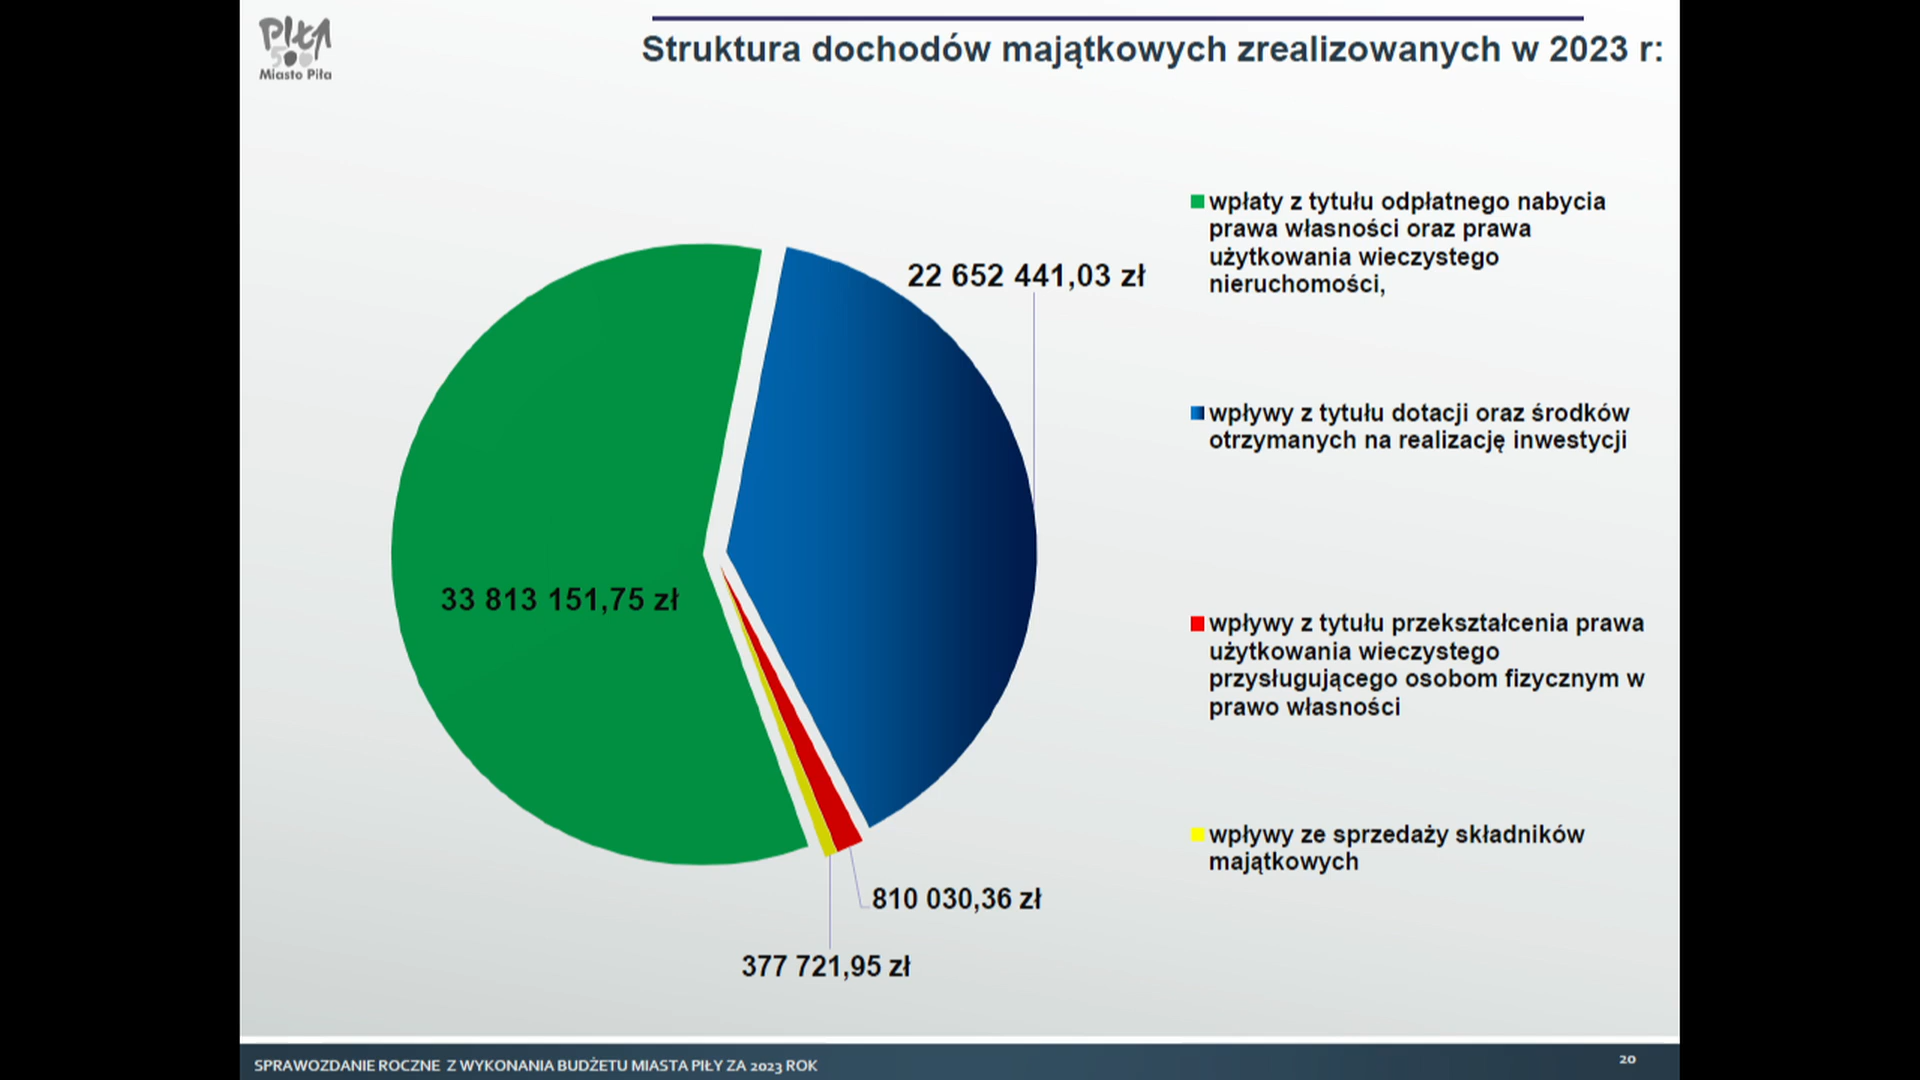 PIŁA
500
Miasto Piła
Struktura dochodów majątkowych zrealizowanych w 2023 r:
22 652 441,03 zł
33 813 151,75 zł
810 030,36 zł
377 721,95 zł
wpłaty z tytułu odpłatnego nabycia
prawa własności oraz prawa
użytkowania wieczystego
nieruchomości,
wpływy z tytułu dotacji oraz środków
otrzymanych na realizację inwestycji
wpływy z tytułu przekształcenia prawa
użytkowania wieczystego
przysługującego osobom fizycznym w
prawo własności
wpływy ze sprzedaży składników
majątkowych
SPRAWOZDANIE ROCZNE Z WYKONANIA BUDŻETU MIASTA PIŁY ZA 2023 ROK
20